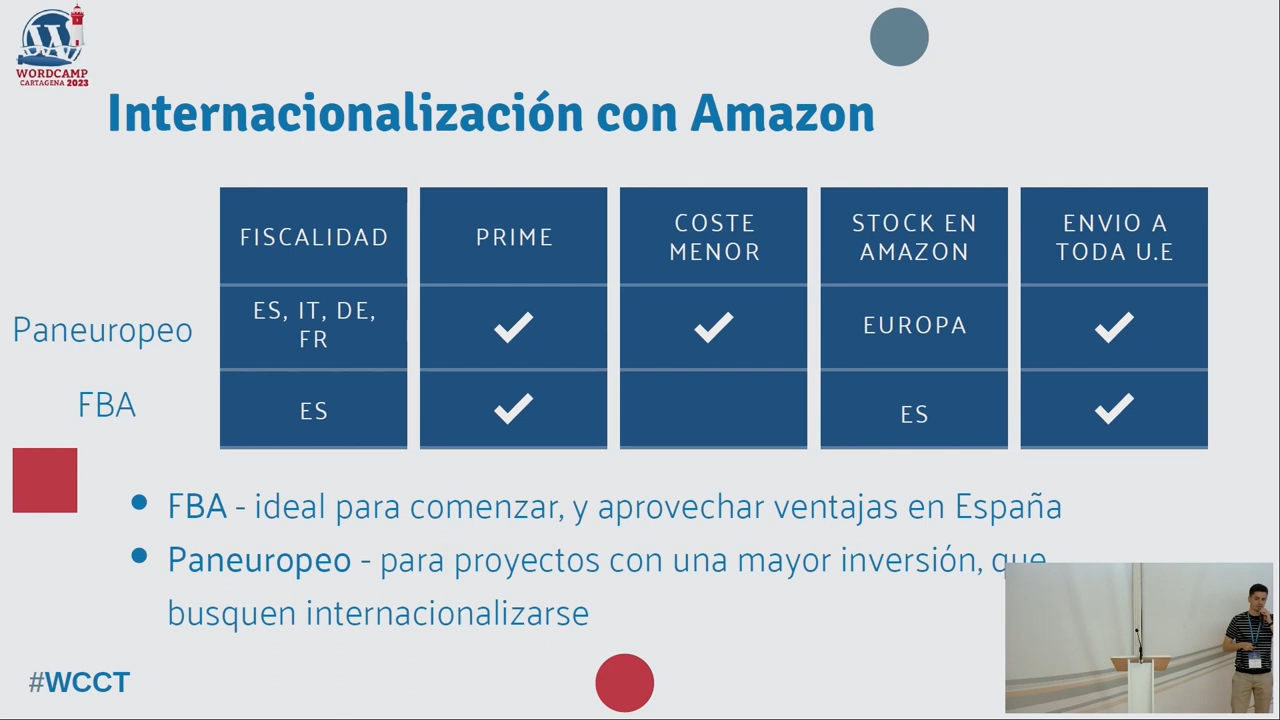 W
WORDCAMP
CARTAGENA 2023
Internacionalización con Amazon
FISCALIDAD
PRIME
COSTE
MENOR
STOCK EN
AMAZON
ENVIO A
TODA U.E
Paneuropeo
ES, IT, DE,
FR
EUROPA
FBA
ES
ES
FBA - ideal para comenzar, y aprovechar ventajas en España
Paneuropeo - para proyectos con una mayor inversión, que
busquen internacionalizarse
#WCCT